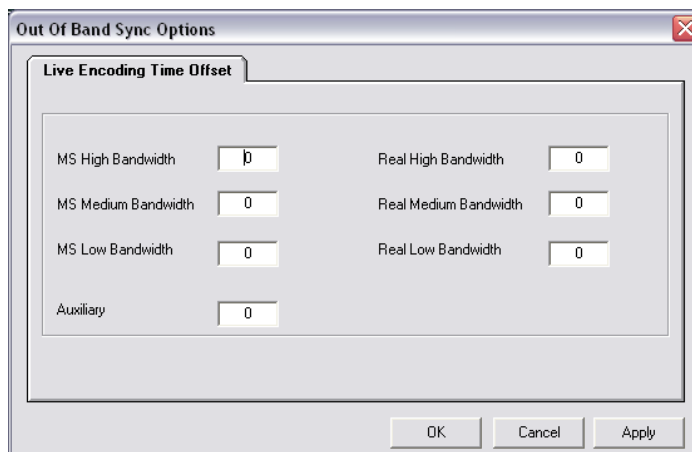 Out Of Band Sync Options
Live Encoding Time Offset
MS High Bandwidth 0 Real High Bandwidth 0
MS Medium Bandwidth 0 Real Medium Bandwidth 0
MS Low Bandwidth 0 Real Low Bandwidth 0
Auxiliary 0
OK Cancel Apply